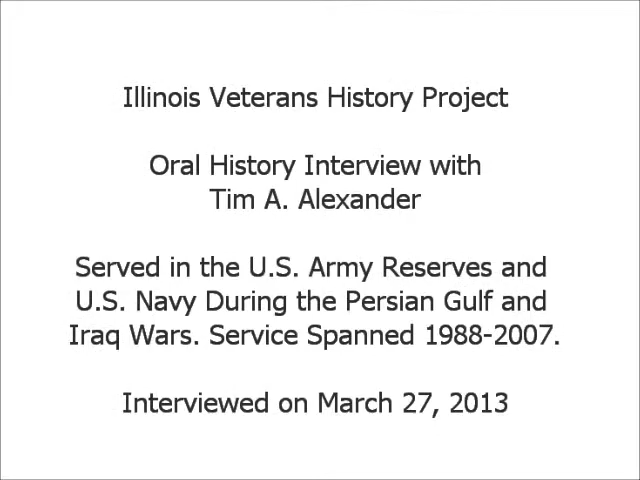 Illinois Veterans History Project
Oral History Interview with
Tim A. Alexander
Served in the U.S. Army Reserves and
U.S. Navy During the Persian Gulf and
Iraq Wars. Service Spanned 1988-2007.
Interviewed on March 27, 2013